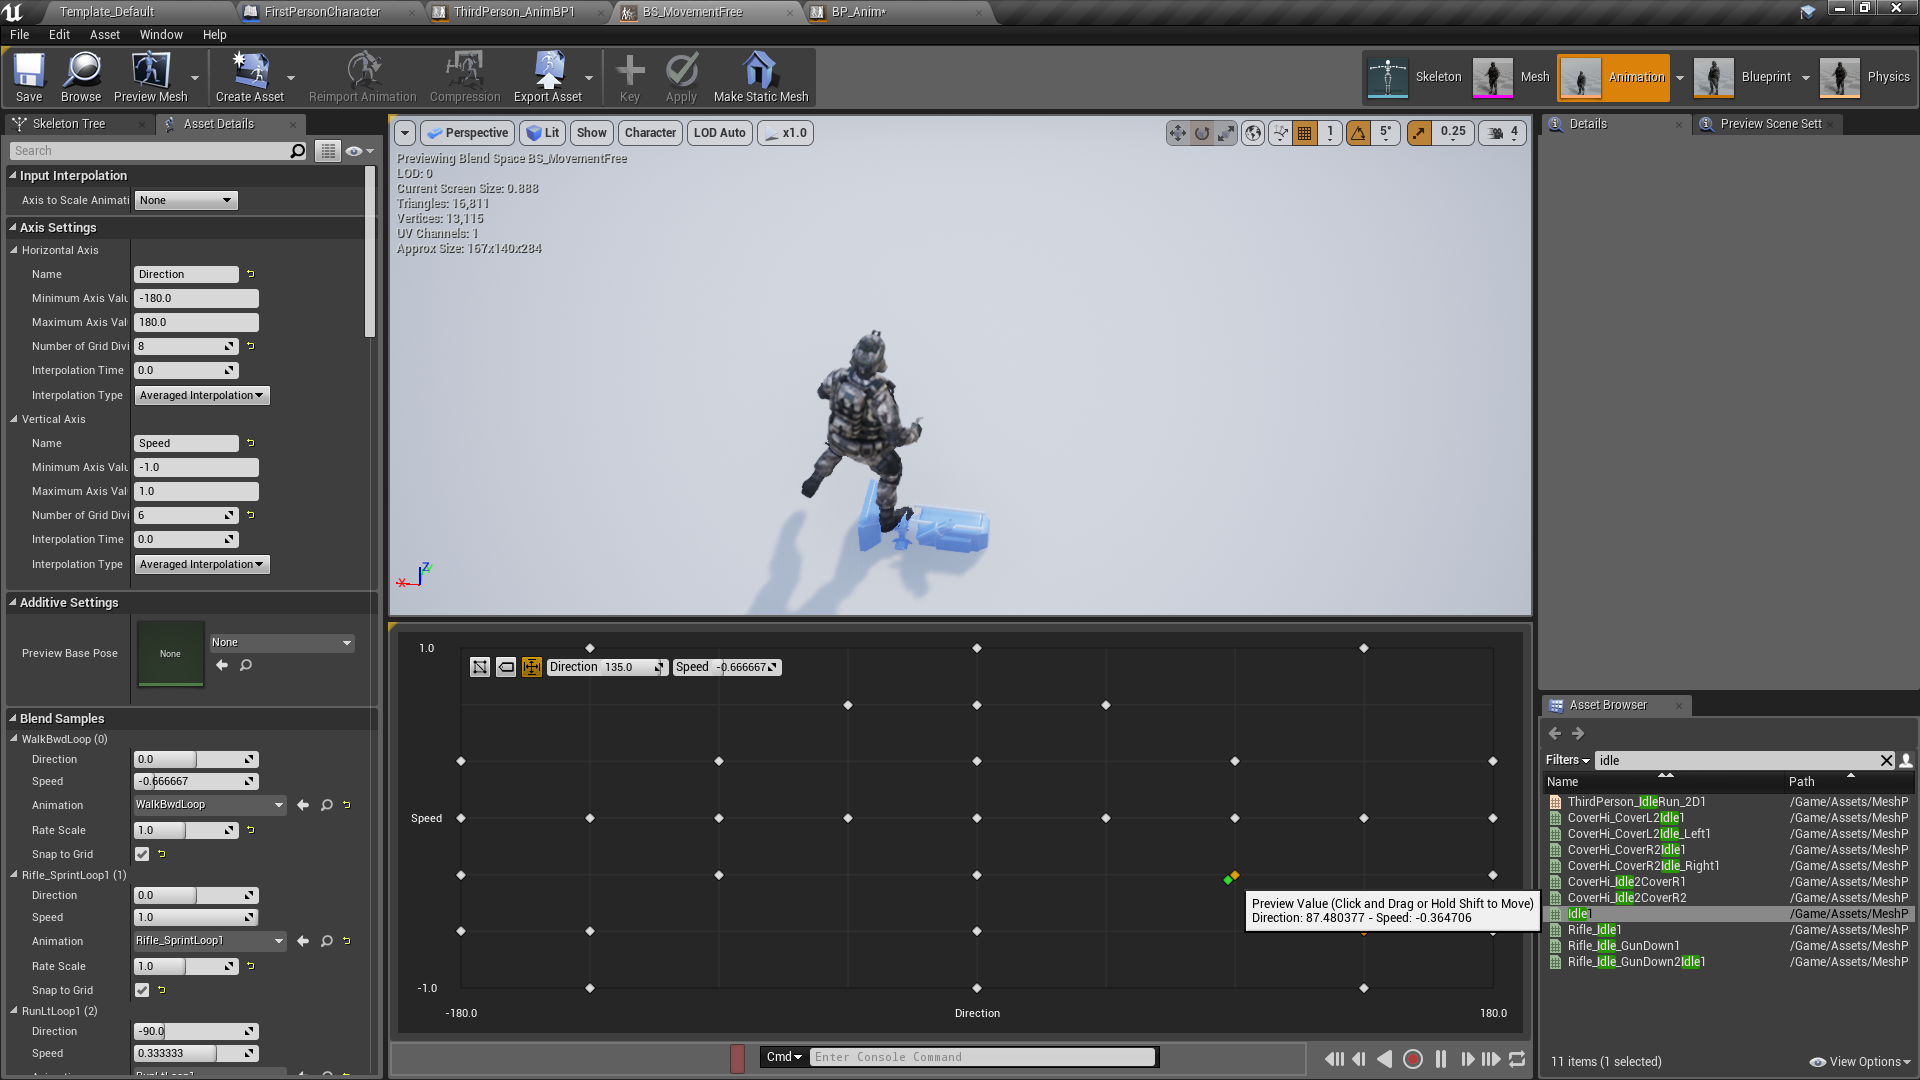 Template_Default
FirstPersonCharacter
ThirdPerson_AnimBP1
BS_MovementFree
BP_Anim*
File Edit Asset Window Help
Save
Browse
Preview Mesh
Create Asset
Reimport Animation
Compression
Export Asset
Key
Apply
Make Static Mesh
Skeleton
Mesh
Animation
Blueprint
Physics
Skeleton Tree
Asset Details
Search
Input Interpolation
Axis to Scale Animati None
Axis Settings
Horizontal Axis
Name Direction
Minimum Axis Valu -180.0
Maximum Axis Val 180.0
Number of Grid Divi 8
Interpolation Time 0.0
Interpolation Type Averaged Interpolation
Vertical Axis
Name Speed
Minimum Axis Valu -1.0
Maximum Axis Val 1.0
Number of Grid Divi 6
Interpolation Time 0.0
Interpolation Type Averaged Interpolation
Additive Settings
Preview Base Pose None None
Blend Samples
WalkBwdLoop (0)
Direction 0.0
Speed -0.666667
Animation WalkBwdLoop
Rate Scale 1.0
Snap to Grid
Rifle_SprintLoop1 (1)
Direction 0.0
Speed 1.0
Animation Rifle_SprintLoop1
Rate Scale 1.0
Snap to Grid
RunLtLoop1 (2)
Direction -90.0
Speed 0.333333
Perspective Lit Show Character LOD Auto x1.0
1 5° 0.25 4
Previewing Blend Space BS_MovementFree
LOD: 0
Current Screen Size: 0.888
Triangles: 16,811
Vertices: 13,115
UV Channels: 1
Approx Size: 167x140x284
X Z
1.0
Direction 135.0 Speed -0.666667
Speed
Preview Value (Click and Drag or Hold Shift to Move)
Direction: 87.480377 - Speed: -0.364706
-1.0
-180.0 Direction 180.0
Cmd Enter Console Command
Details
Preview Scene Sett
Asset Browser
Filters idle
Name Path
ThirdPerson_IdleRun_2D1 /Game/Assets/MeshP
CoverHi_CoverL2Idle1 /Game/Assets/MeshP
CoverHi_CoverL2Idle_Left1 /Game/Assets/MeshP
CoverHi_CoverR2Idle1 /Game/Assets/MeshP
CoverHi_CoverR2Idle_Right1 /Game/Assets/MeshP
CoverHi_Idle2CoverR1 /Game/Assets/MeshP
CoverHi_Idle2CoverR2 /Game/Assets/MeshP
Idle1 /Game/Assets/MeshP
Rifle_Idle1 /Game/Assets/MeshP
Rifle_Idle_GunDown1 /Game/Assets/MeshP
Rifle_Idle_GunDown2Idle1 /Game/Assets/MeshP
11 items (1 selected) View Options